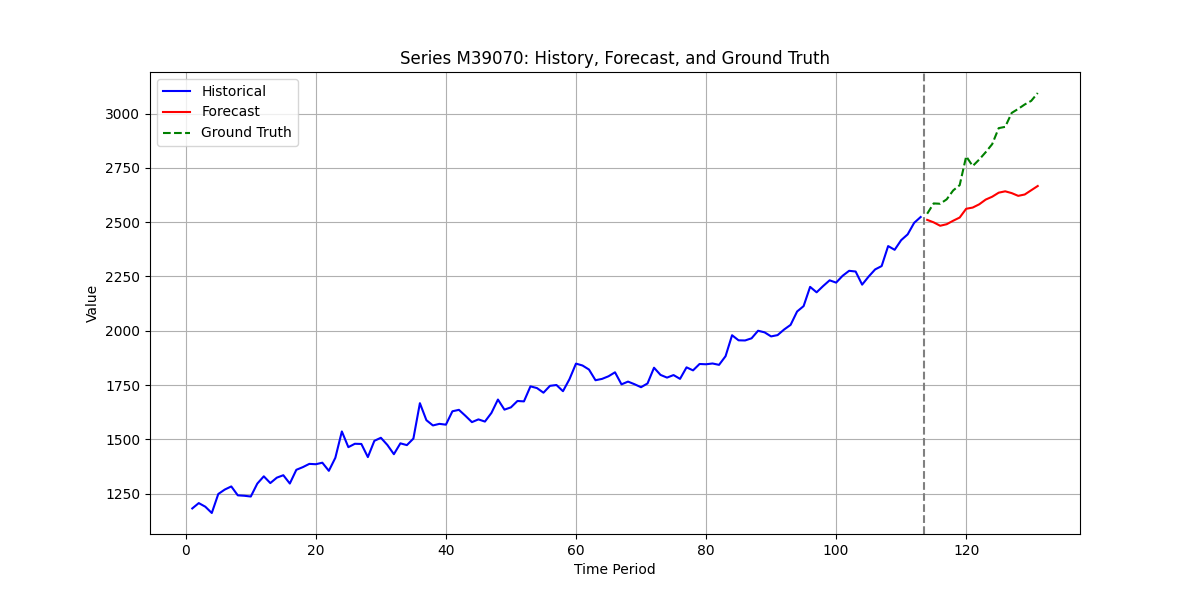 Series M39070: History, Forecast, and Ground Truth
Historical
Forecast
Ground Truth
3000
2750
2500
2250
2000
1750
1500
1250
Value
0 20 40 60 80 100 120
Time Period